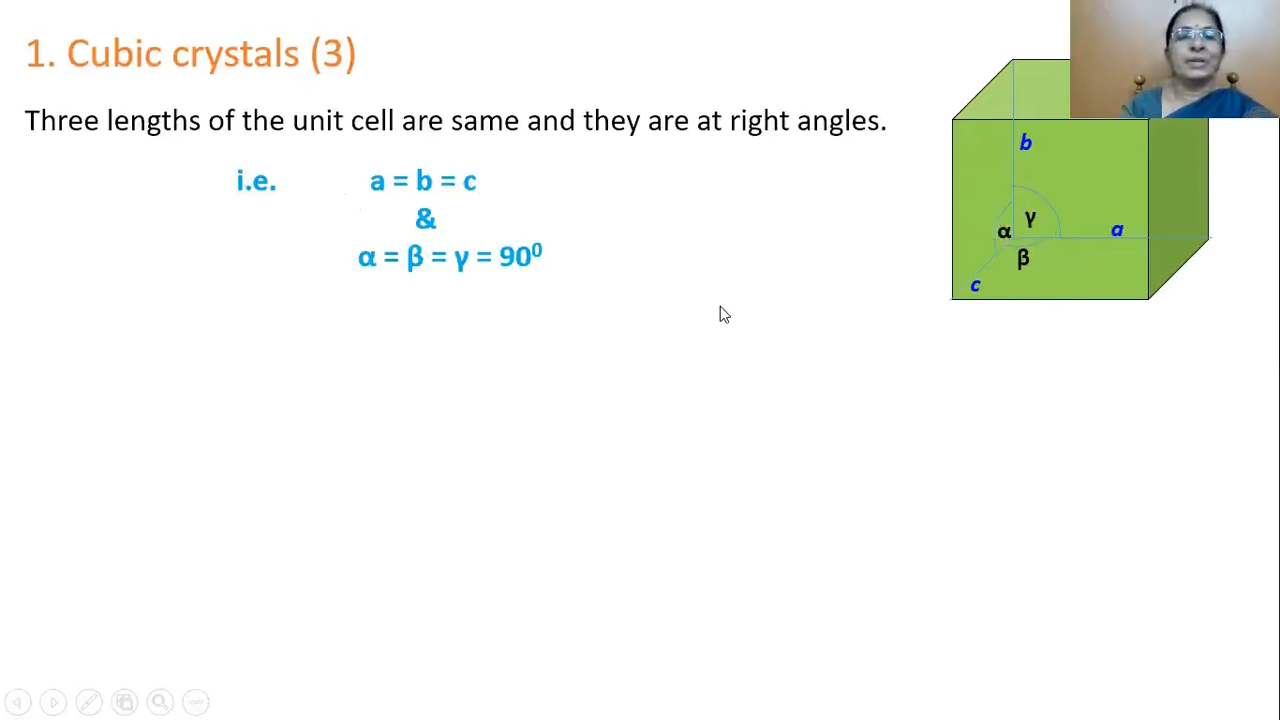 1. Cubic crystals (3)
Three lengths of the unit cell are same and they are at right angles.
i.e. a = b = c
&
α = β = γ = 90⁰
b
γ
α
a
β
c